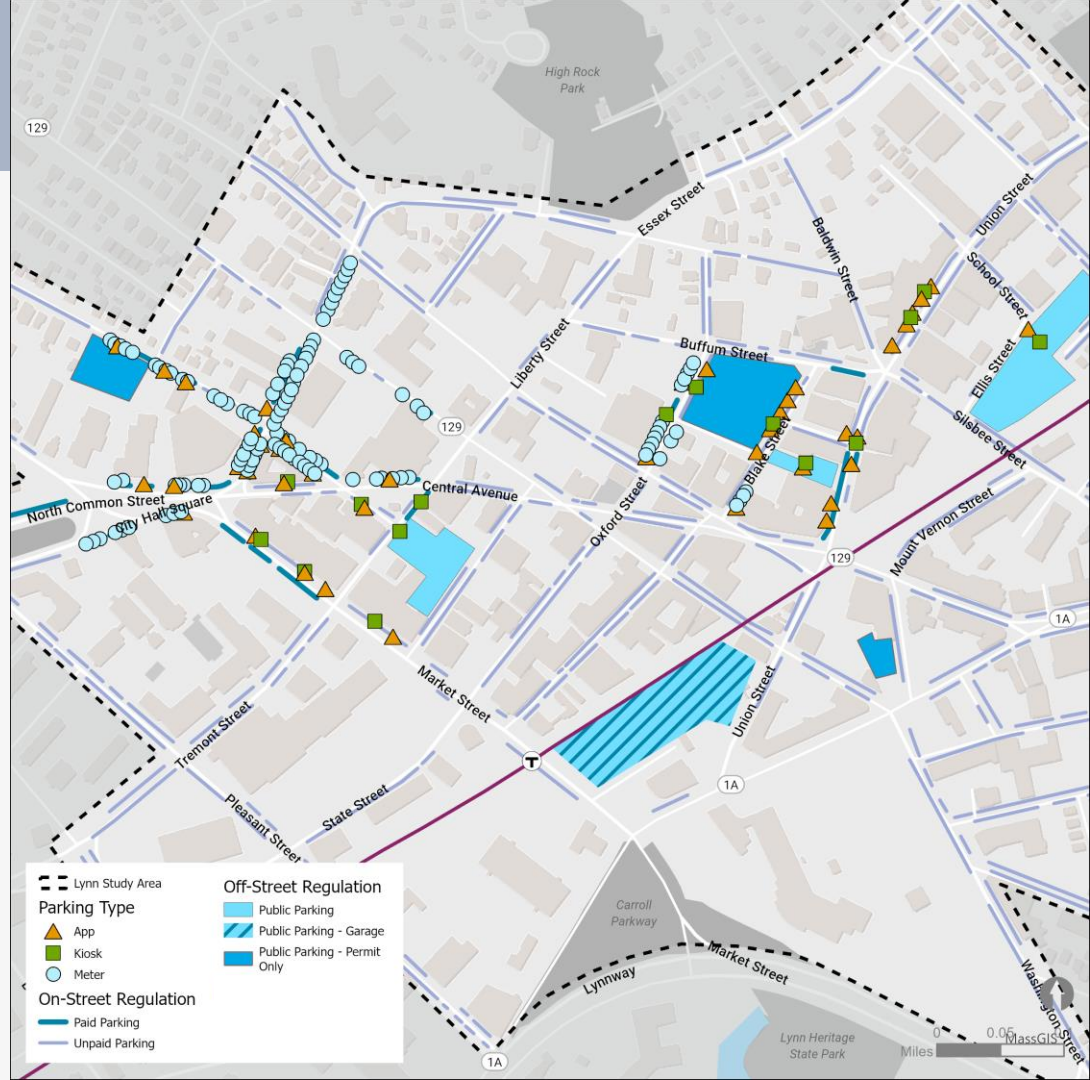 High Rock
Park
129
Essex Street
Union Street
Baldwin Street
School Street
Liberty Street
Buffum Street
Ellis Street
Silsbee Street
129
Blake Street
Central Avenue
North Common Street
City Hall Square
Oxford Street
Mount Vernon Street
129
1A
Market Street
Union Street
Tremont Street
T
1A
State Street
Pleasant Street
Carroll
Parkway
Market Street
Lynnway
Washington Street
Lynn Heritage
State Park
1A
Lynn Study Area
Parking Type
App
Kiosk
Meter
On-Street Regulation
Paid Parking
Unpaid Parking
Off-Street Regulation
Public Parking
Public Parking - Garage
Public Parking - Permit
Only
0 0.05
Miles
MassGIS